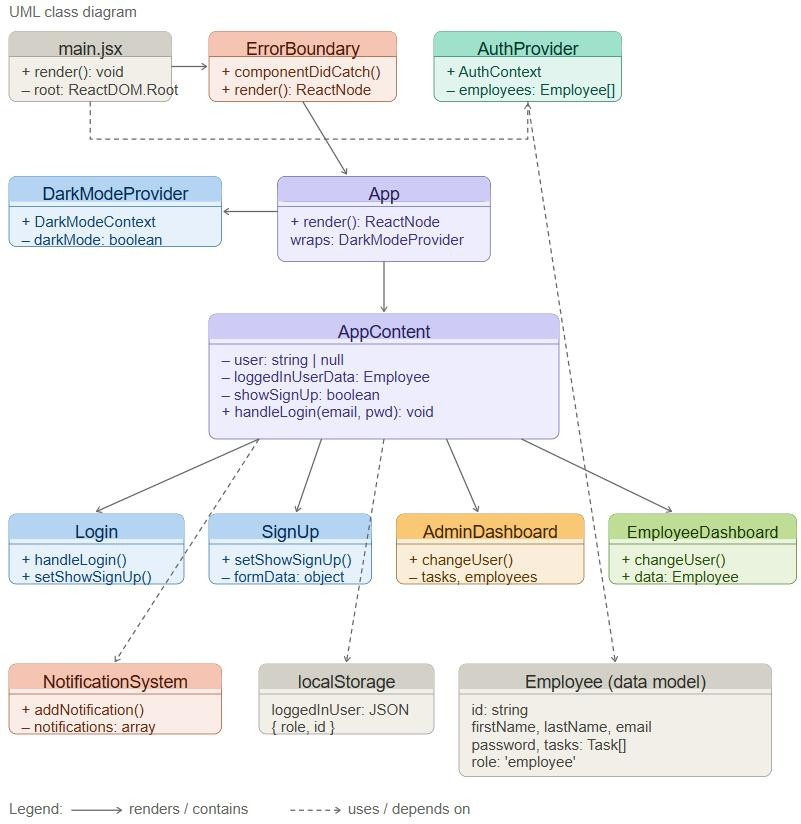 UML class diagram
main.jsx
+ render(): void
– root: ReactDOM.Root
ErrorBoundary
+ componentDidCatch()
+ render(): ReactNode
AuthProvider
+ AuthContext
– employees: Employee[]
DarkModeProvider
+ DarkModeContext
– darkMode: boolean
App
+ render(): ReactNode
wraps: DarkModeProvider
AppContent
– user: string | null
– loggedInUserData: Employee
– showSignUp: boolean
+ handleLogin(email, pwd): void
Login
+ handleLogin()
+ setShowSignUp()
SignUp
+ setShowSignUp()
– formData: object
AdminDashboard
+ changeUser()
– tasks, employees
EmployeeDashboard
+ changeUser()
+ data: Employee
NotificationSystem
+ addNotification()
– notifications: array
localStorage
loggedInUser: JSON
{ role, id }
Employee (data model)
id: string
firstName, lastName, email
password, tasks: Task[]
role: 'employee'
Legend: renders / contains uses / depends on